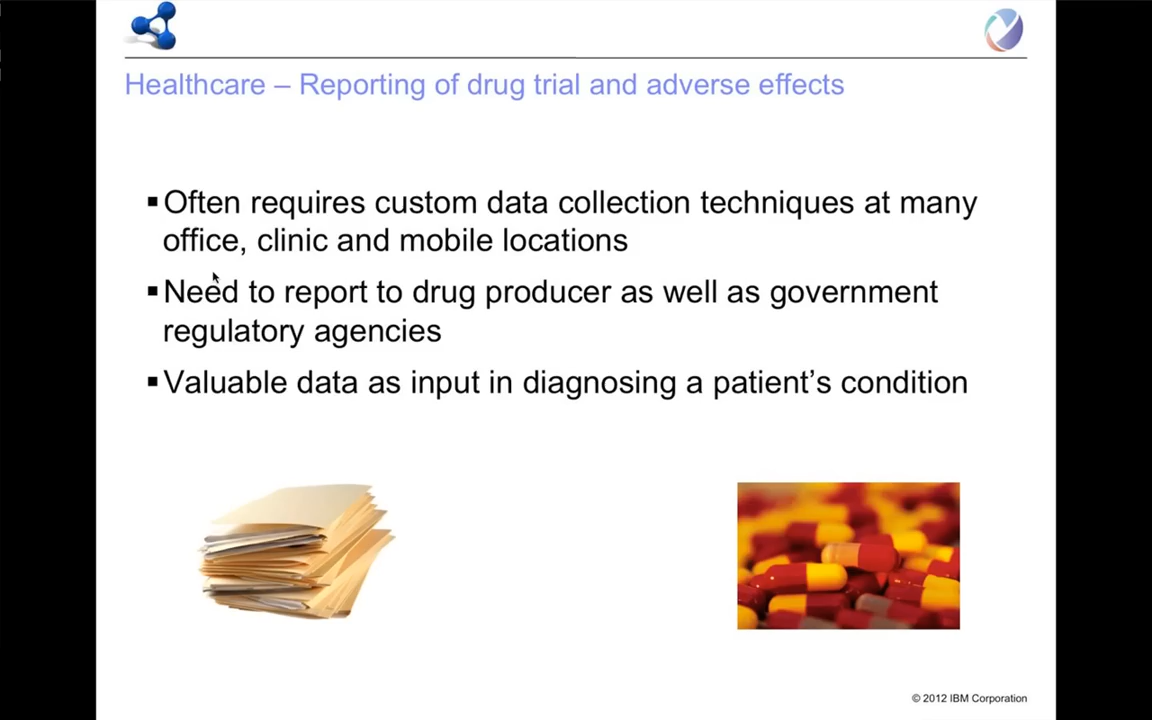 Healthcare – Reporting of drug trial and adverse effects
▪ Often requires custom data collection techniques at many
office, clinic and mobile locations
▪ Need to report to drug producer as well as government
regulatory agencies
▪ Valuable data as input in diagnosing a patient’s condition
© 2012 IBM Corporation